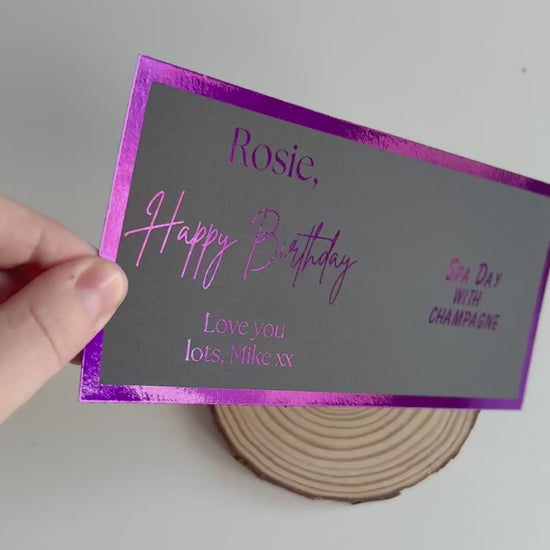 Rosie,
Happy Birthday
Love you
lots, Mike xx
SPA DAY
WITH
CHAMPAGNE